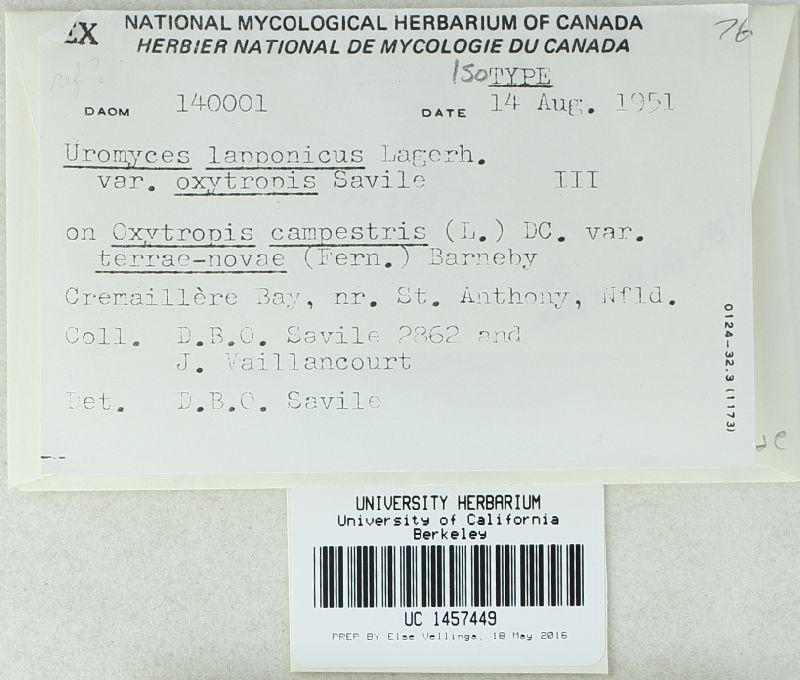 EX NATIONAL MYCOLOGICAL HERBARIUM OF CANADA 76
HERBIER NATIONAL DE MYCOLOGIE DU CANADA
ref?
ISOTYPE
DAOM 140001 DATE 14 Aug. 1951
Uromyces lapponicus Lagerh.
var. oxytropis Savile III
on Oxytropis campestris (L.) DC. var.
terrae-novae (Fern.) Barneby
Cremaillère Bay, nr. St. Anthony, Nfld.
Coll. D.B.O. Savile 2862 and
J. Vaillancourt
Det. D.B.O. Savile
0124-32.3 (1173)
UNIVERSITY HERBARIUM
University of California
Berkeley
UC 1457449
PREP BY Else Vellinga, 18 May 2016